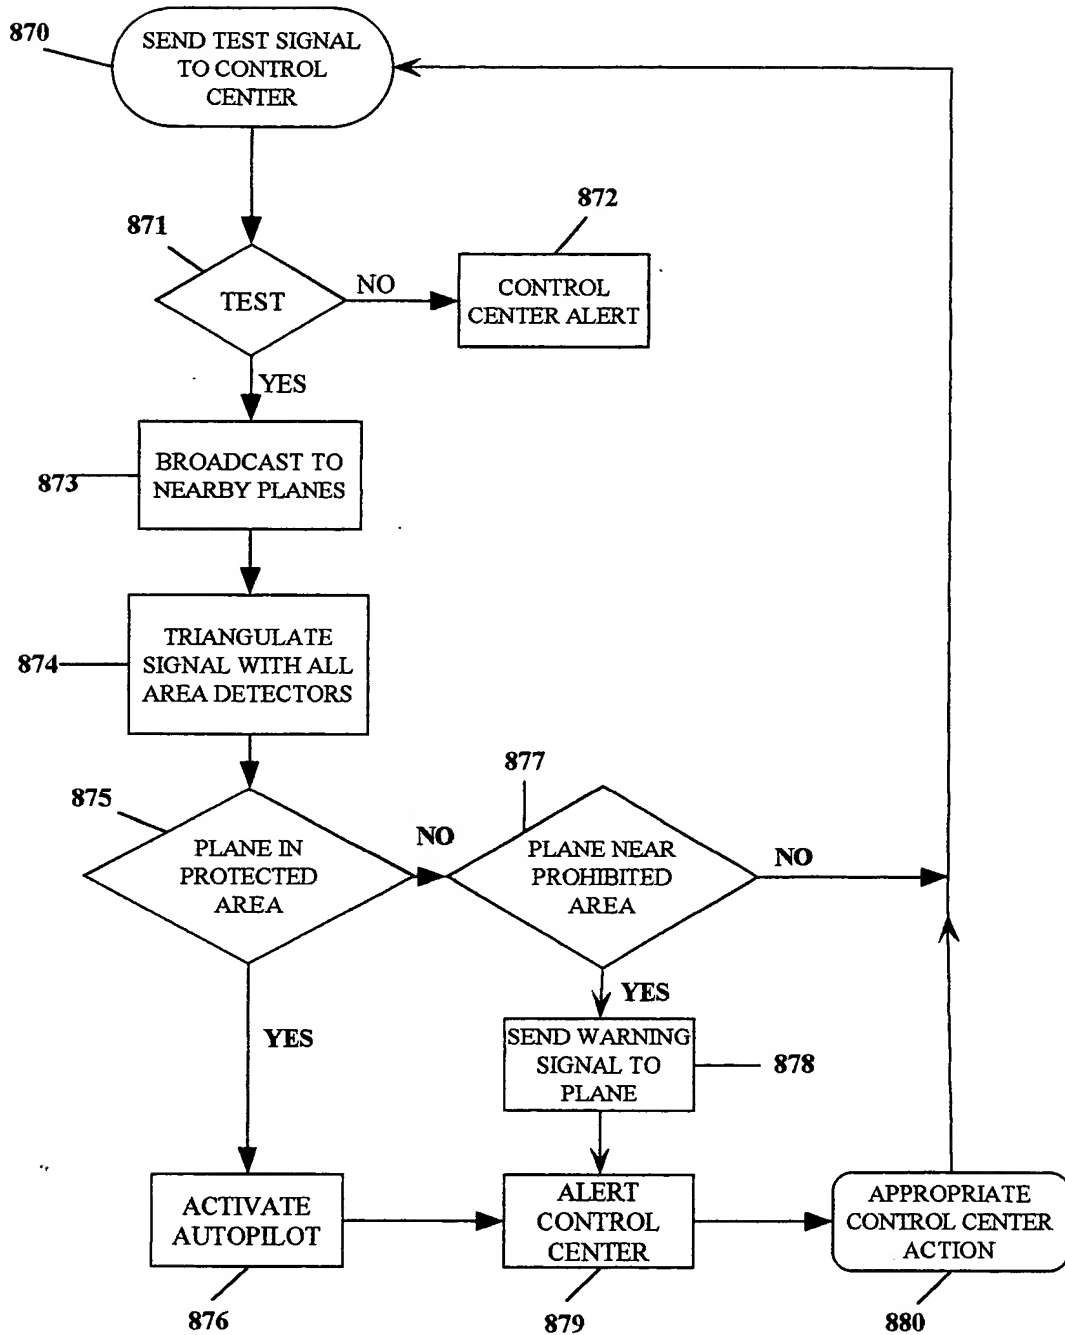 870
SEND TEST SIGNAL
TO CONTROL
CENTER
871
TEST
NO
872
CONTROL
CENTER ALERT
YES
873
BROADCAST TO
NEARBY PLANES
874
TRIANGULATE
SIGNAL WITH ALL
AREA DETECTORS
875
PLANE IN
PROTECTED
AREA
NO
877
PLANE NEAR
PROHIBITED
AREA
NO
YES
YES
SEND WARNING
SIGNAL TO
PLANE
878
ACTIVATE
AUTOPILOT
876
ALERT
CONTROL
CENTER
879
APPROPRIATE
CONTROL CENTER
ACTION
880